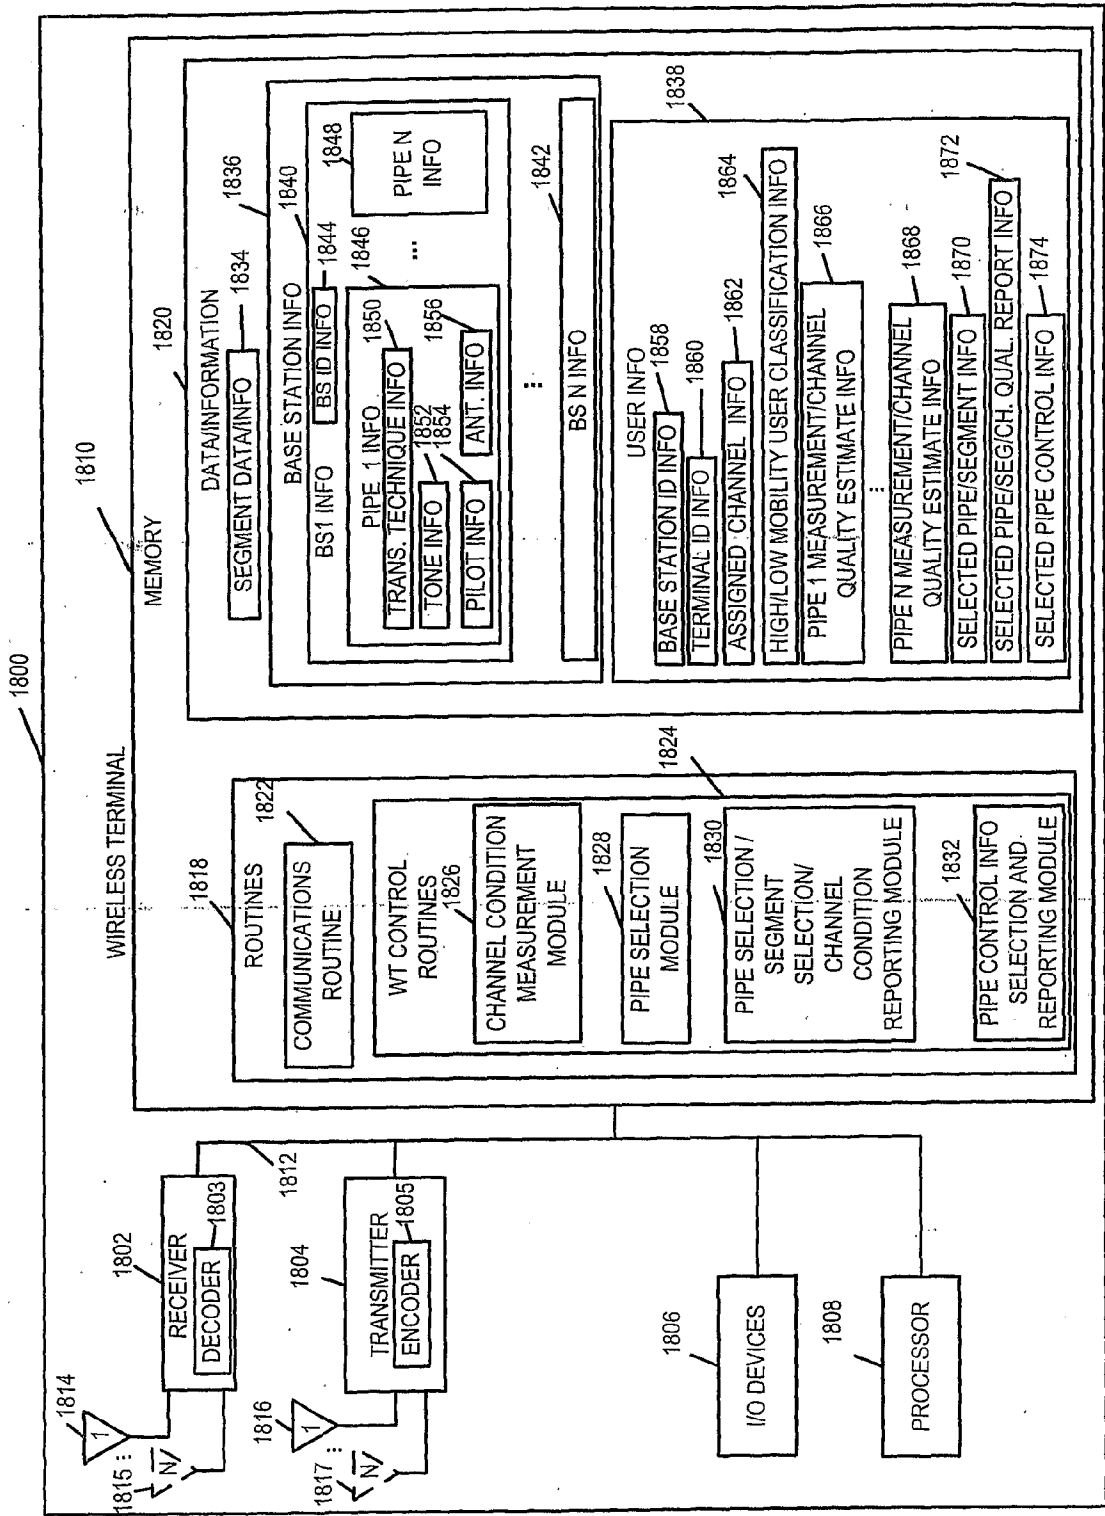 1800
WIRELESS TERMINAL
1810
MEMORY
1814
1
1815
N
1802
RECEIVER
DECODER
1803
1812
1816
1
1817
N
1804
TRANSMITTER
ENCODER
1805
1806
I/O DEVICES
1808
PROCESSOR
1818
ROUTINES
1822
COMMUNICATIONS
ROUTINE
1824
WT CONTROL
ROUTINES
1826
CHANNEL CONDITION
MEASUREMENT
MODULE
1828
PIPE SELECTION
MODULE
1830
PIPE SELECTION /
SEGMENT
SELECTION/
CHANNEL
CONDITION
REPORTING MODULE
1832
PIPE CONTROL INFO
SELECTION AND
REPORTING MODULE
1820
DATA/INFORMATION
SEGMENT DATA/INFO
1834
1836
BASE STATION INFO
1840
BS1 INFO
BS ID INFO
1844
1846
PIPE 1 INFO
1850
TRANS. TECHNIQUE INFO
1852
TONE INFO
1854
PILOT INFO
1856
ANT. INFO
...
1848
PIPE N
INFO
...
1842
BS N INFO
1838
USER INFO
BASE STATION ID INFO
1858
TERMINAL ID INFO
1860
ASSIGNED CHANNEL INFO
1862
HIGH/LOW MOBILITY USER CLASSIFICATION INFO
1864
PIPE 1 MEASUREMENT/CHANNEL
QUALITY ESTIMATE INFO
1866
...
PIPE N MEASUREMENT/CHANNEL
QUALITY ESTIMATE INFO
1868
SELECTED PIPE/SEGMENT INFO
1870
SELECTED PIPE/SEG/CH. QUAL. REPORT INFO
1872
SELECTED PIPE CONTROL INFO
1874